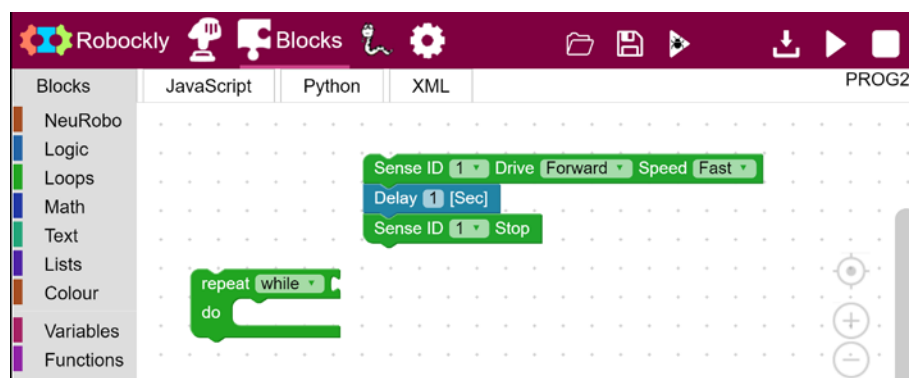 Robockly Blocks
Blocks JavaScript Python XML PROG2
NeuRobo
Logic
Loops
Math
Text
Lists
Colour
Variables
Functions
Sense ID 1 Drive Forward Speed Fast
Delay 1 [Sec]
Sense ID 1 Stop
repeat while
do